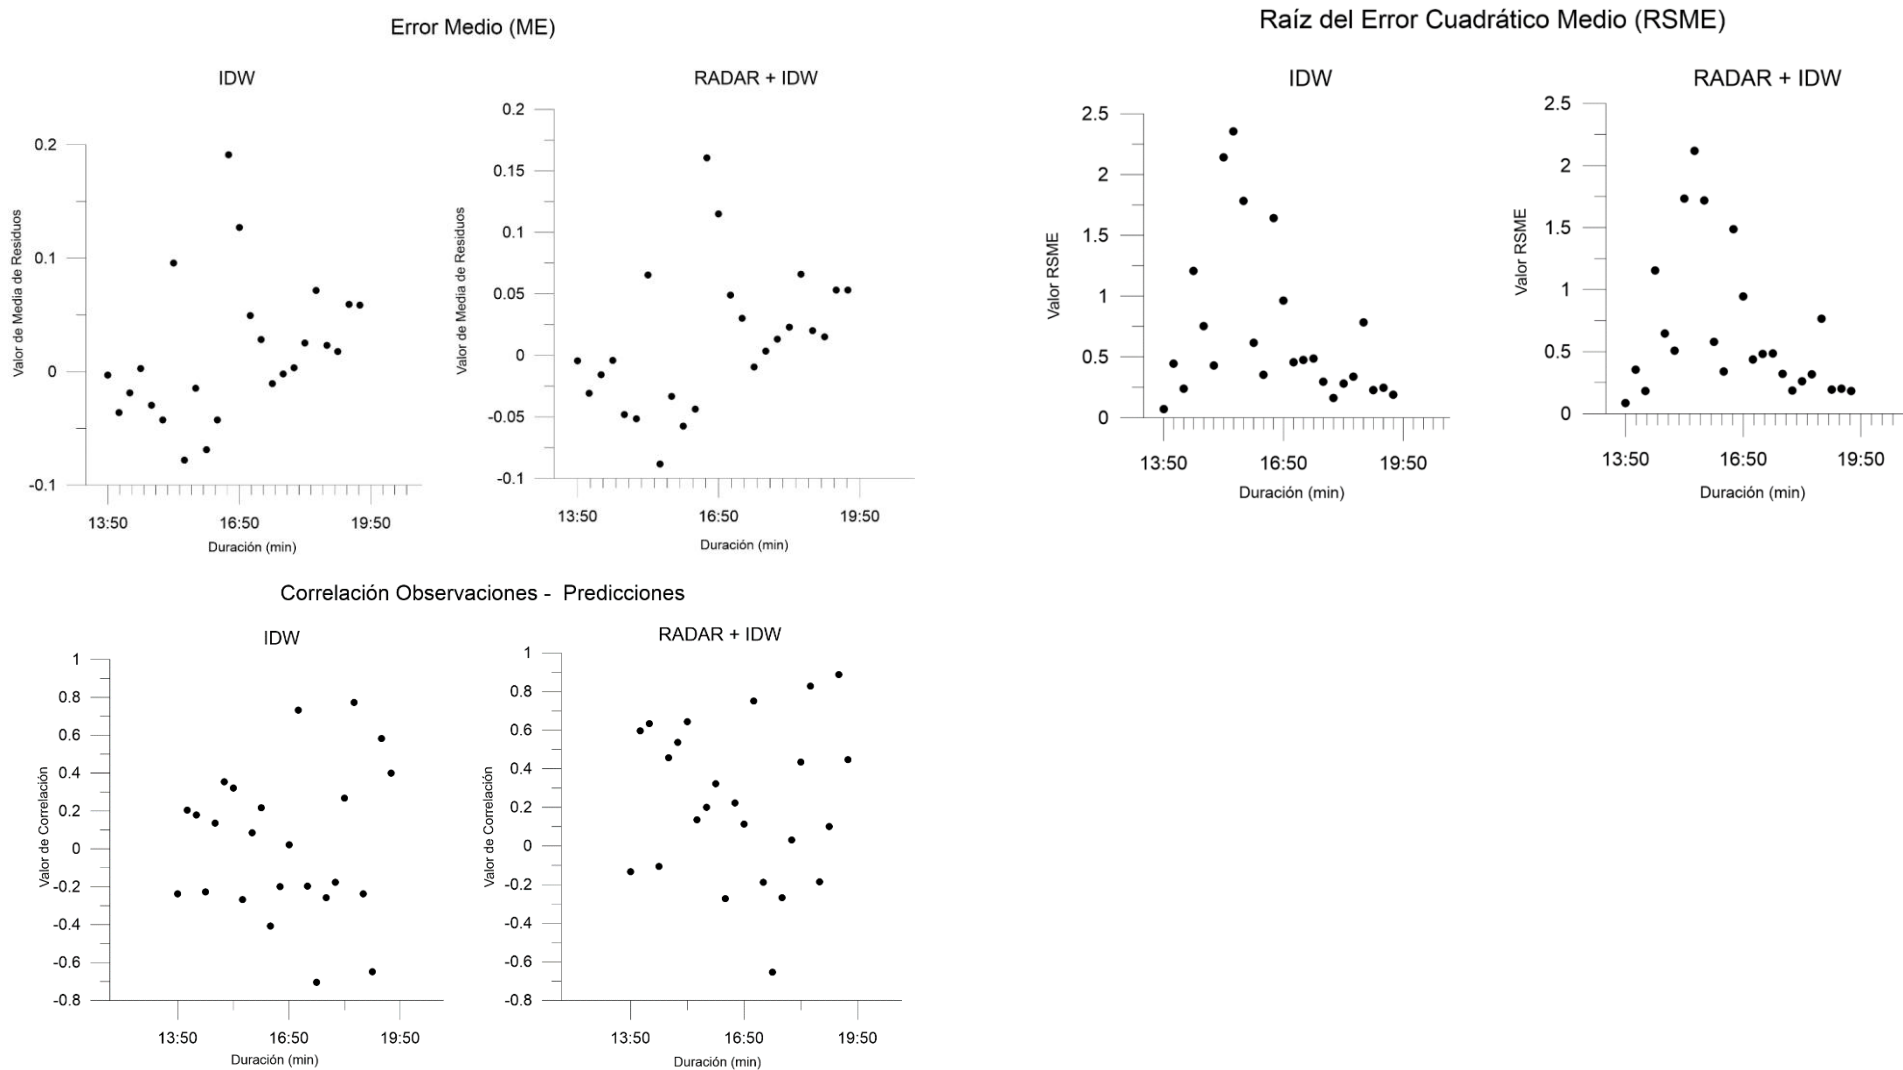 Error Medio (ME)
IDW
0.2
0.1
0
-0.1
Valor de Media de Residuos
13:50
16:50
19:50
Duración (min)
RADAR + IDW
0.2
0.15
0.1
0.05
0
-0.05
-0.1
Valor de Media de Residuos
13:50
16:50
19:50
Duración (min)
Raíz del Error Cuadrático Medio (RSME)
IDW
2.5
2
1.5
1
0.5
0
Valor RSME
13:50
16:50
19:50
Duración (min)
RADAR + IDW
2.5
2
1.5
1
0.5
0
Valor RSME
13:50
16:50
19:50
Duración (min)
Correlación Observaciones - Predicciones
IDW
1
0.8
0.6
0.4
0.2
0
-0.2
-0.4
-0.6
-0.8
Valor de Correlación
13:50
16:50
19:50
Duración (min)
RADAR + IDW
1
0.8
0.6
0.4
0.2
0
-0.2
-0.4
-0.6
-0.8
Valor de Correlación
13:50
16:50
19:50
Duración (min)